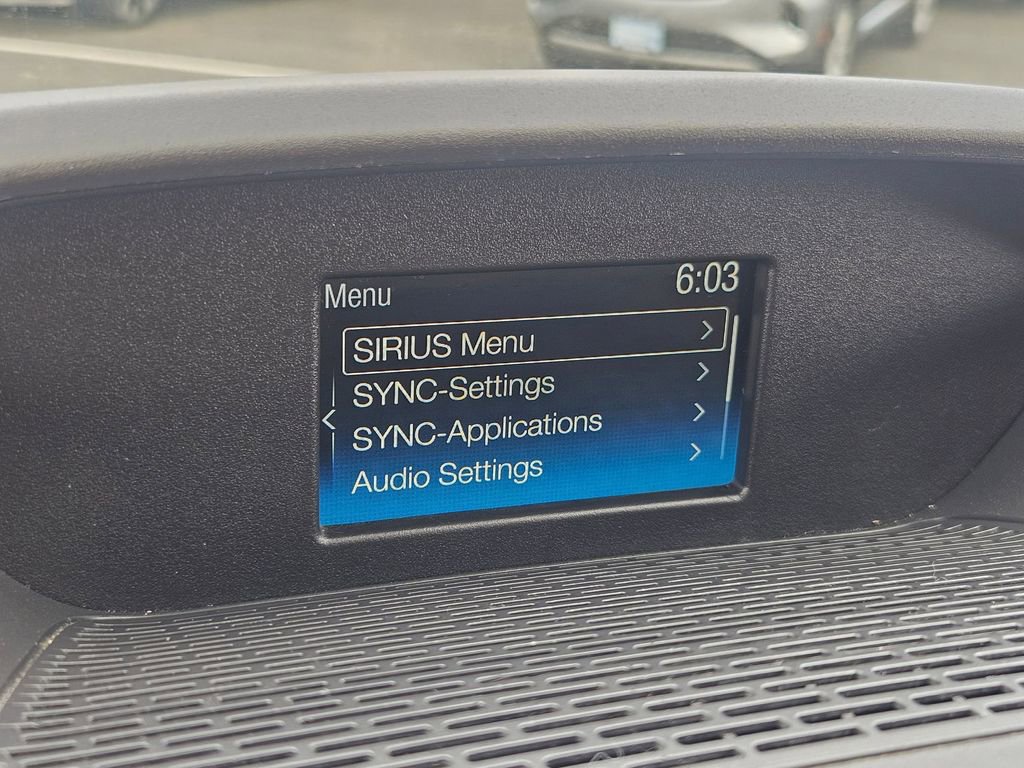 Menu 6:03
SIRIUS Menu >
SYNC-Settings >
< SYNC-Applications >
Audio Settings >